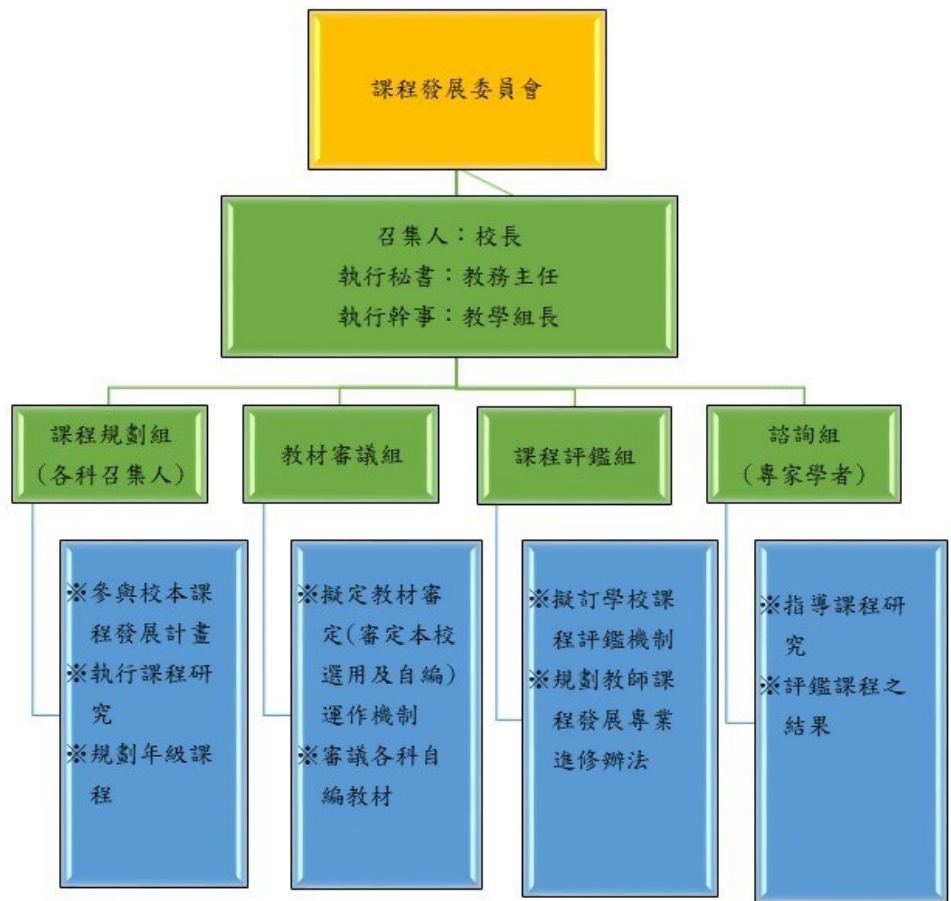 課程發展委員會
召集人：校長
執行秘書：教務主任
執行幹事：教學組長
課程規劃組
(各科召集人)
教材審議組
課程評鑑組
諮詢組
(專家學者)
※參與校本課
程發展計畫
※執行課程研
究
※規劃年級課
程
※擬定教材審
定(審定本校
選用及自編)
運作機制
※審議各科自
編教材
※擬訂學校課
程評鑑機制
※規劃教師課
程發展專業
進修辦法
※指導課程研
究
※評鑑課程之
結果